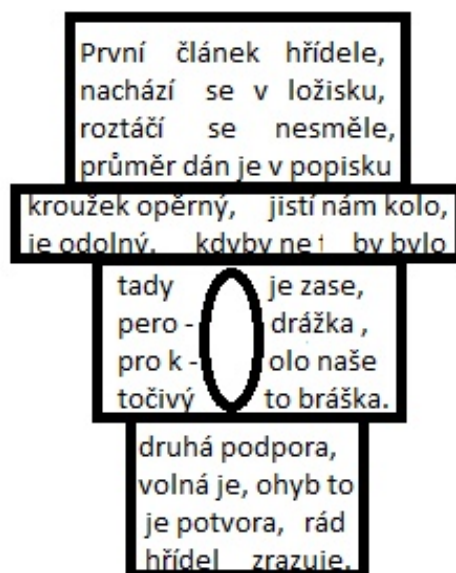 První článek hřídele,
nachází se v ložisku,
roztáčí se nesměle,
průměr dán je v popisku
kroužek opěrný, jistí nám kolo,
je odolný, kdyby ne by bylo
tady je zase,
pero - drážka ,
pro k - olo naše
točivý to bráška.
druhá podpora,
volná je, ohyb to
je potvora, rád
hřídel zrazuje.